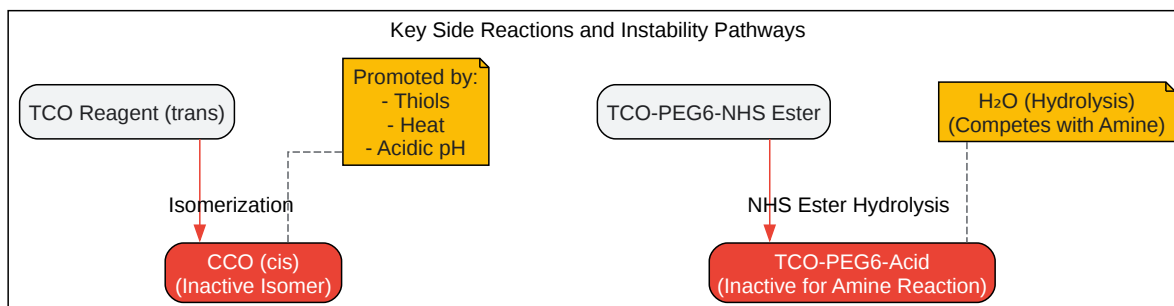 Key Side Reactions and Instability Pathways
TCO Reagent (trans)
Promoted by:
- Thiols
- Heat
- Acidic pH
Isomerization
CCO (cis)
(Inactive Isomer)
TCO-PEG6-NHS Ester
H₂O (Hydrolysis)
(Competes with Amine)
NHS Ester Hydrolysis
TCO-PEG6-Acid
(Inactive for Amine Reaction)